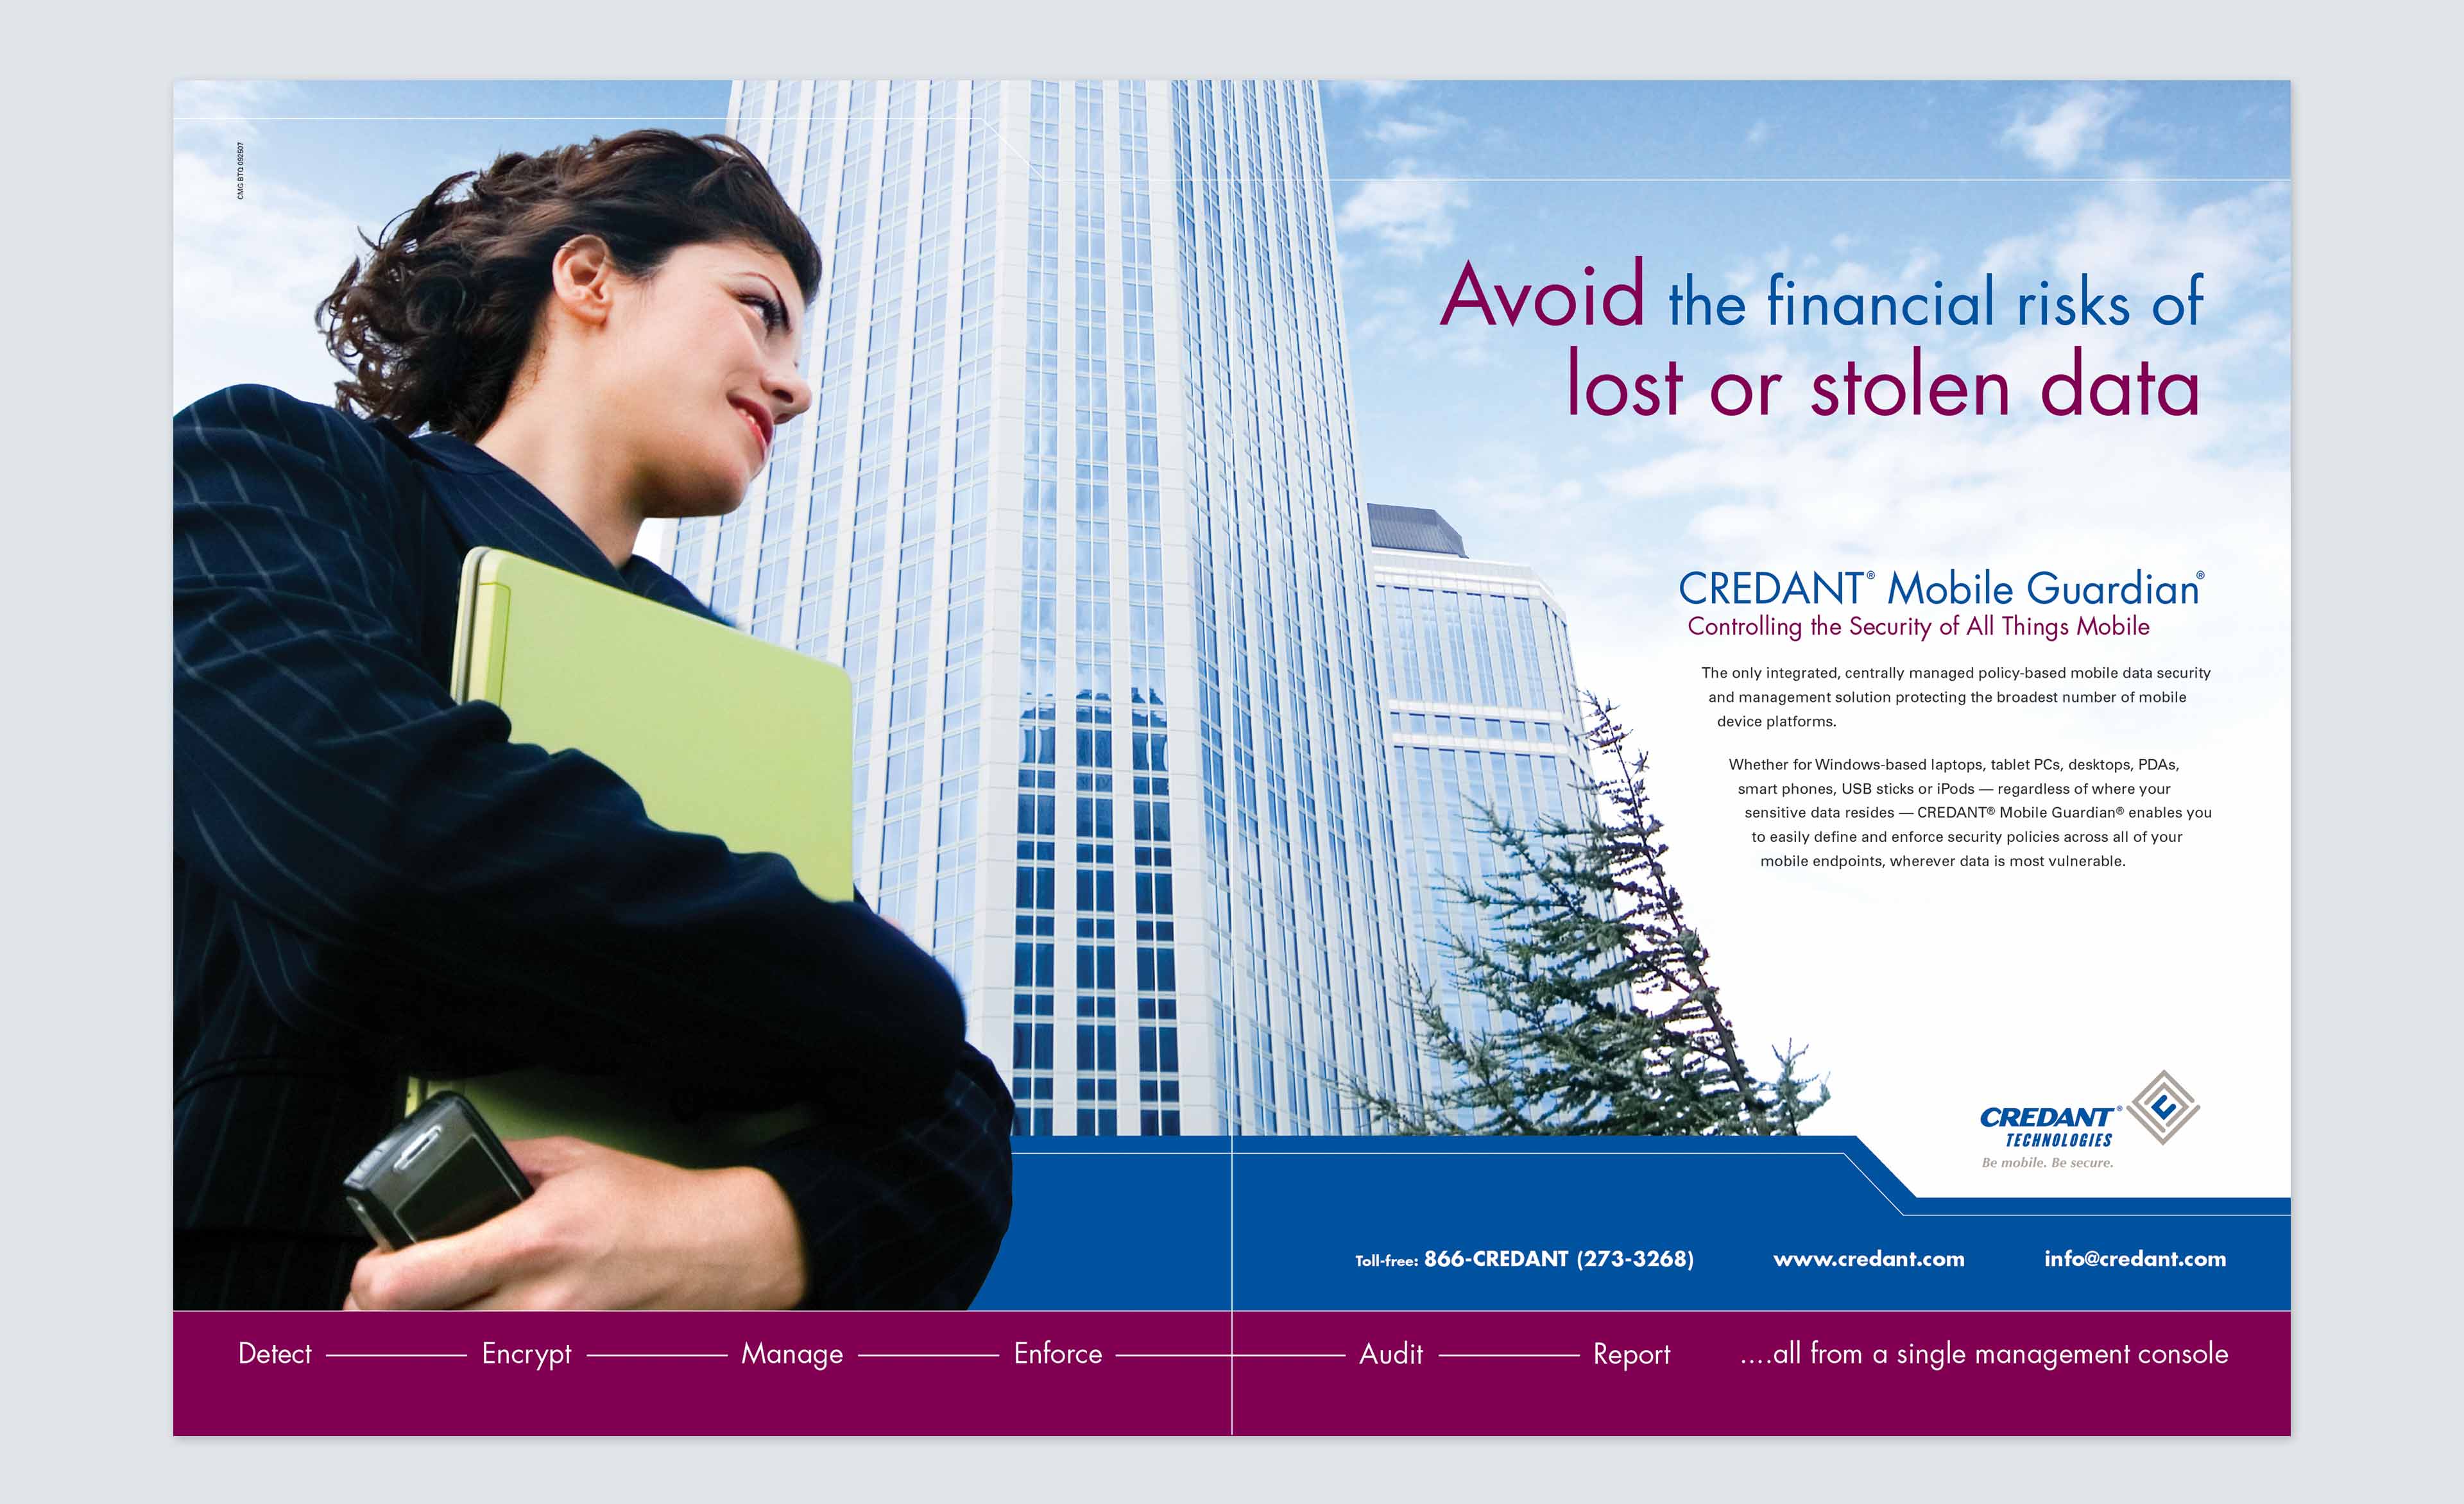 CMG BTQ 092507
Avoid the financial risks of
lost or stolen data
CREDANT® Mobile Guardian®
Controlling the Security of All Things Mobile
The only integrated, centrally managed policy-based mobile data security
and management solution protecting the broadest number of mobile
device platforms.
Whether for Windows-based laptops, tablet PCs, desktops, PDAs,
smart phones, USB sticks or iPods — regardless of where your
sensitive data resides — CREDANT® Mobile Guardian® enables you
to easily define and enforce security policies across all of your
mobile endpoints, wherever data is most vulnerable.
CREDANT®
TECHNOLOGIES
Be mobile. Be secure.
Toll-free: 866-CREDANT (273-3268) www.credant.com info@credant.com
Detect Encrypt Manage Enforce Audit Report ....all from a single management console